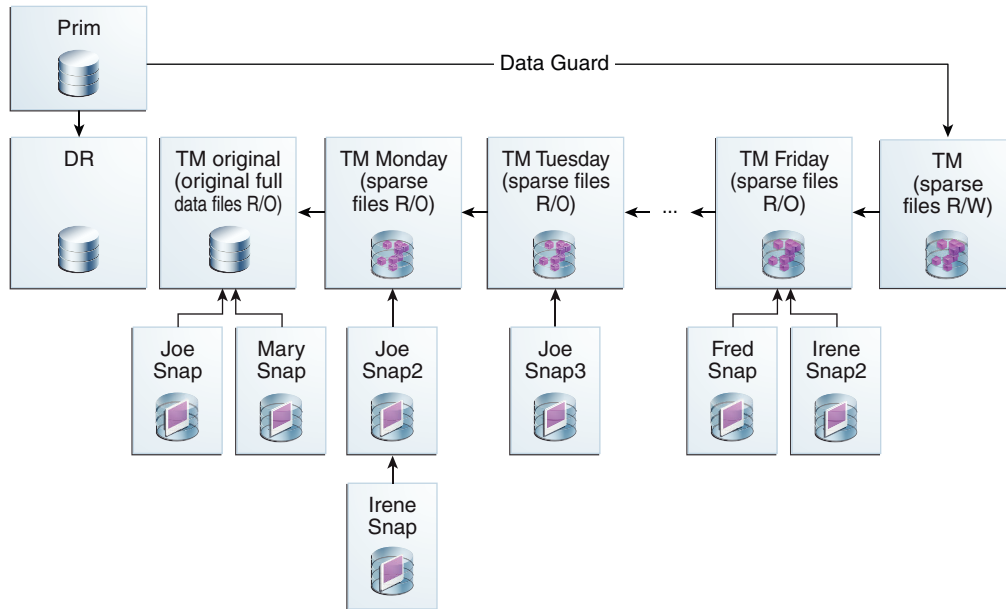 Prim
Data Guard
DR
TM original
(original full
data files R/O)
TM Monday
(sparse
files R/O)
TM Tuesday
(sparse files
R/O)
...
TM Friday
(sparse files
R/O)
TM
(sparse
files R/W)
Joe
Snap
Mary
Snap
Joe
Snap2
Joe
Snap3
Fred
Snap
Irene
Snap2
Irene
Snap